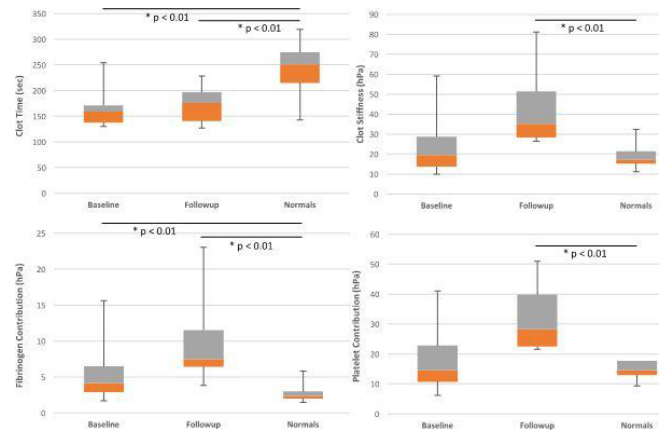 * p < 0.01
* p < 0.01
Clot Time (sec)
350
300
250
200
150
100
50
0
Baseline
Followup
Normals
* p < 0.01
Clot Stiffness (hPa)
90
80
70
60
50
40
30
20
10
0
Baseline
Followup
Normals
* p < 0.01
* p < 0.01
Fibrinogen Contribution (hPa)
25
20
15
10
5
0
Baseline
Followup
Normals
* p < 0.01
Platelet Contribution (hPa)
60
50
40
30
20
10
0
Baseline
Followup
Normals